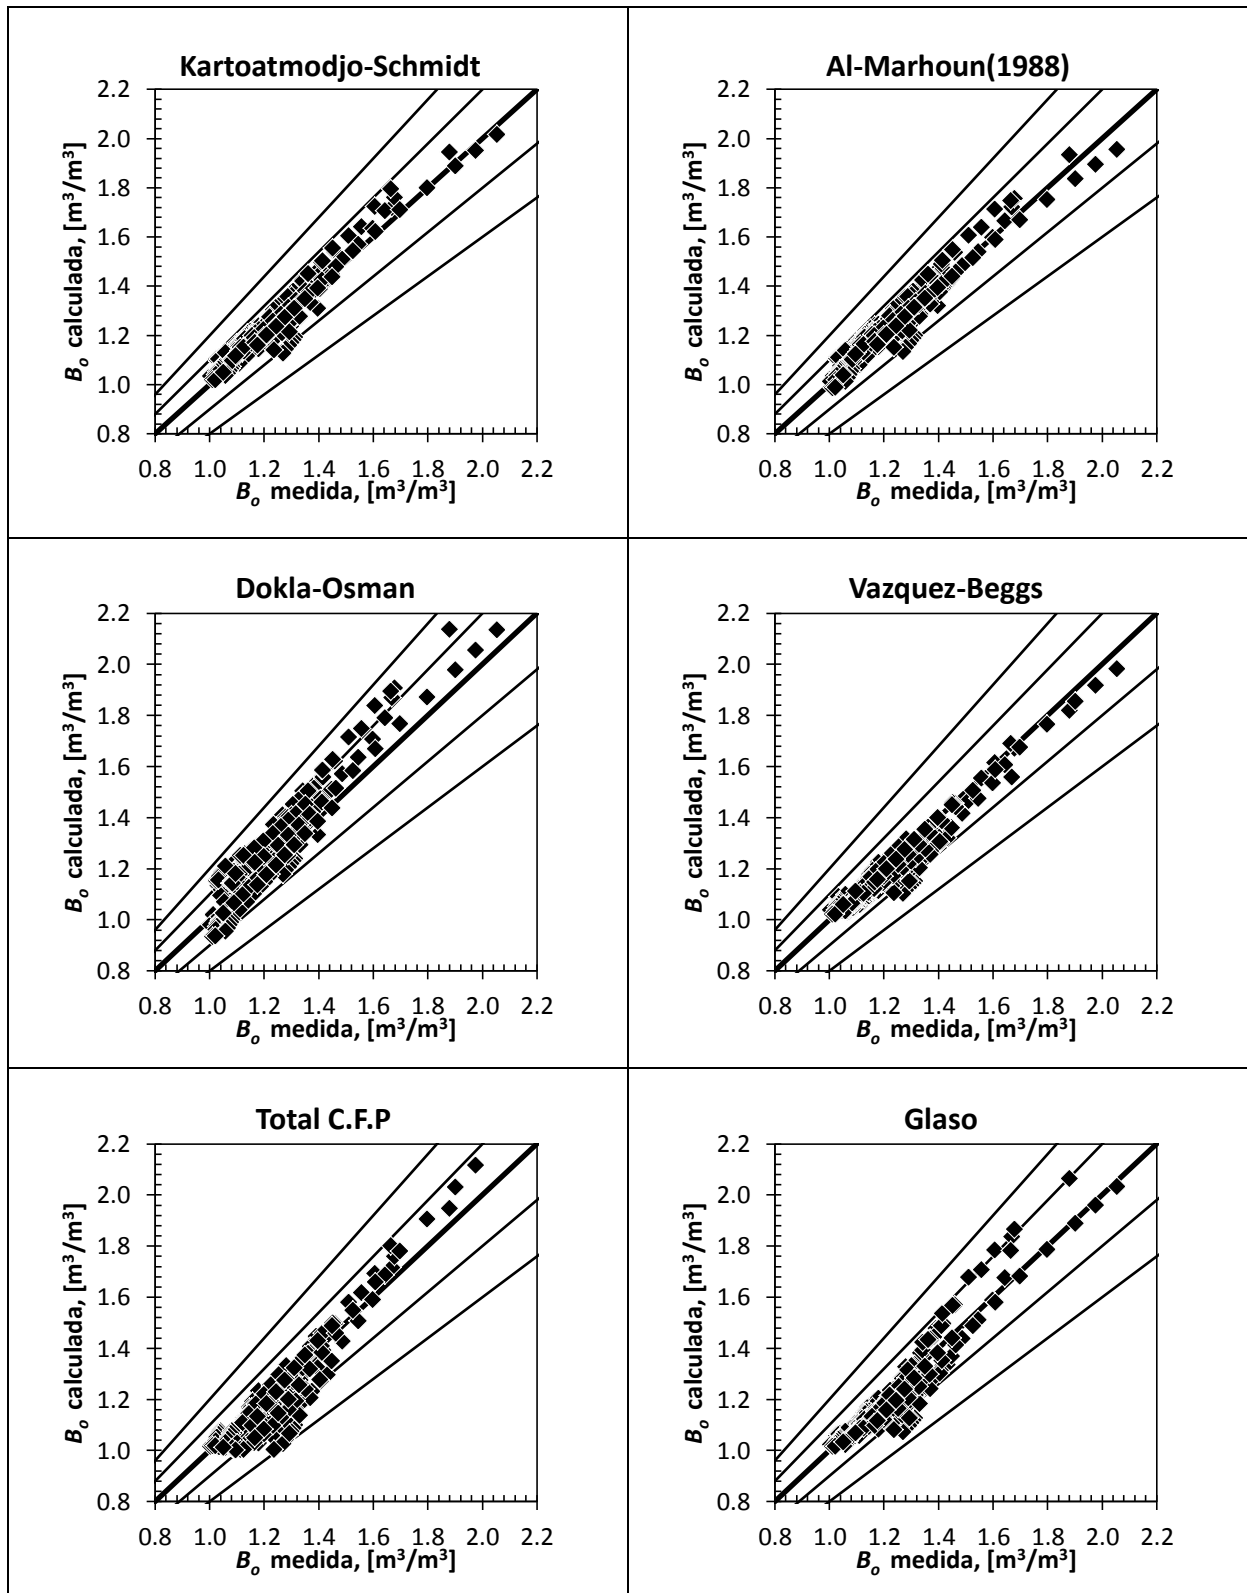 Kartoatmodjo-Schmidt
2.2
2.0
1.8
1.6
1.4
1.2
1.0
0.8
B_o calculada, [m³/m³]
0.8 1.0 1.2 1.4 1.6 1.8 2.0 2.2
B_o medida, [m³/m³]
Al-Marhoun(1988)
2.2
2.0
1.8
1.6
1.4
1.2
1.0
0.8
B_o calculada, [m³/m³]
0.8 1.0 1.2 1.4 1.6 1.8 2.0 2.2
B_o medida, [m³/m³]
Dokla-Osman
2.2
2.0
1.8
1.6
1.4
1.2
1.0
0.8
B_o calculada, [m³/m³]
0.8 1.0 1.2 1.4 1.6 1.8 2.0 2.2
B_o medida, [m³/m³]
Vazquez-Beggs
2.2
2.0
1.8
1.6
1.4
1.2
1.0
0.8
B_o calculada, [m³/m³]
0.8 1.0 1.2 1.4 1.6 1.8 2.0 2.2
B_o medida, [m³/m³]
Total C.F.P
2.2
2.0
1.8
1.6
1.4
1.2
1.0
0.8
B_o calculada, [m³/m³]
0.8 1.0 1.2 1.4 1.6 1.8 2.0 2.2
B_o medida, [m³/m³]
Glaso
2.2
2.0
1.8
1.6
1.4
1.2
1.0
0.8
B_o calculada, [m³/m³]
0.8 1.0 1.2 1.4 1.6 1.8 2.0 2.2
B_o medida, [m³/m³]